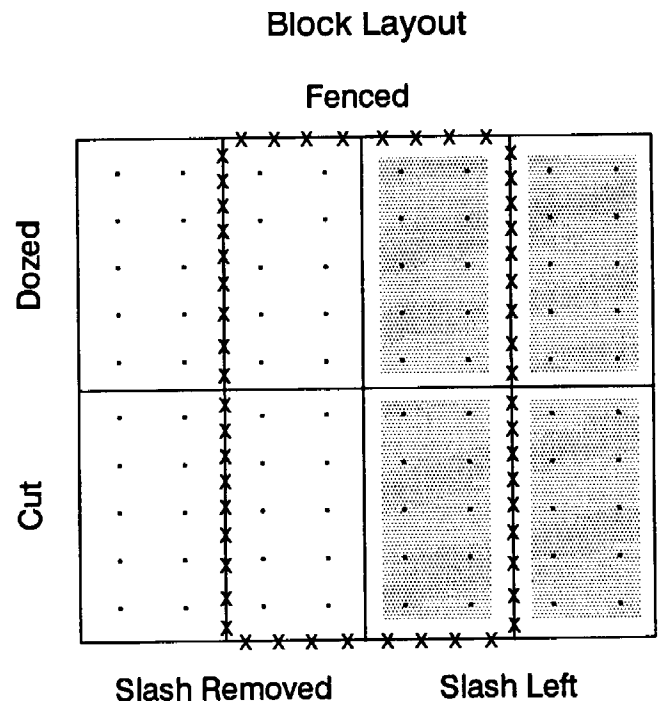 Block Layout
Fenced
Dozed
Cut
Slash Removed
Slash Left